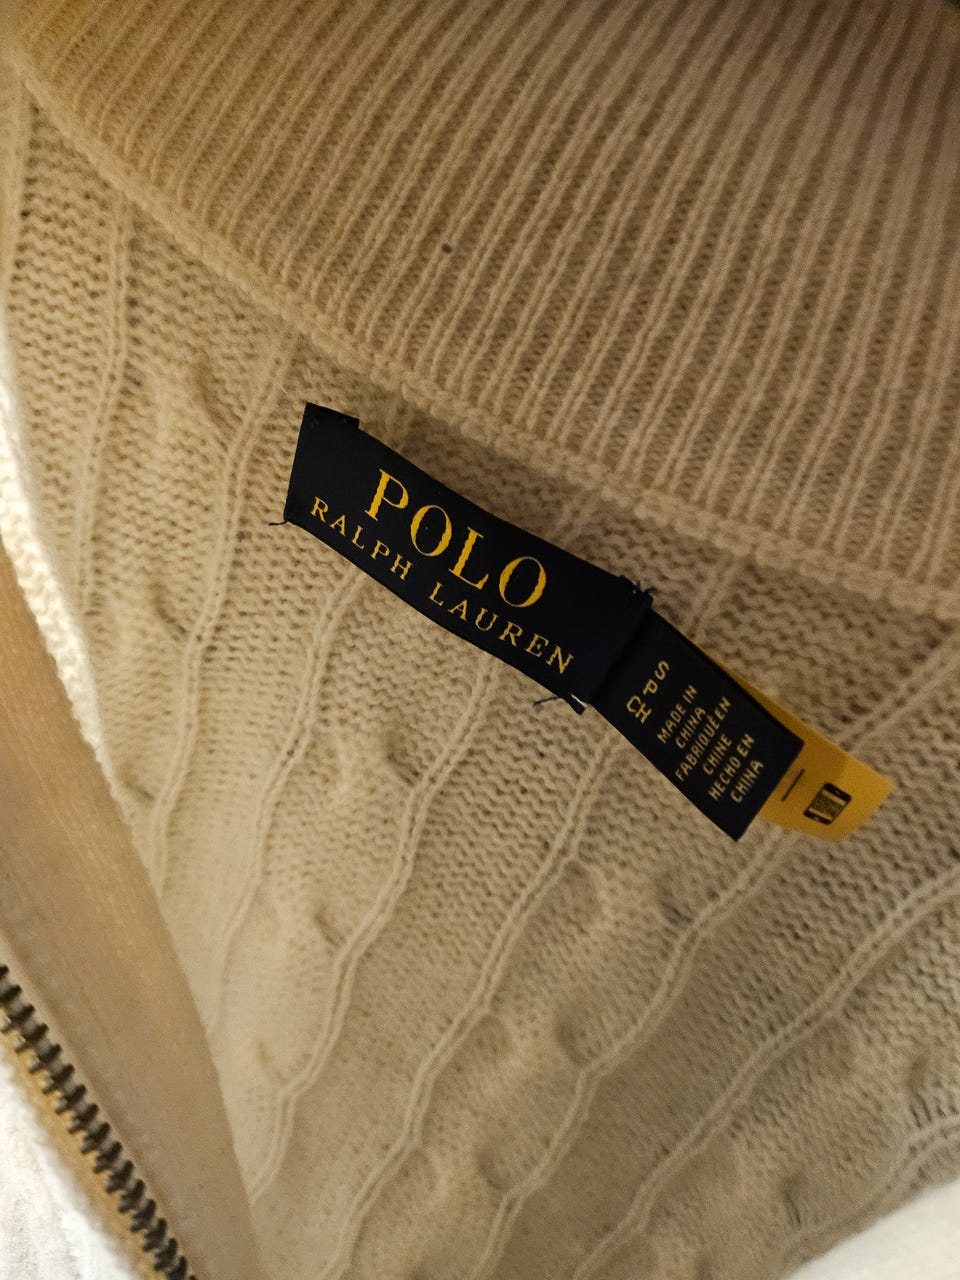 POLO
RALPH LAUREN
S P CH
MADE IN
CHINA
FABRIQUÉ EN
CHINE
HECHO EN
CHINA